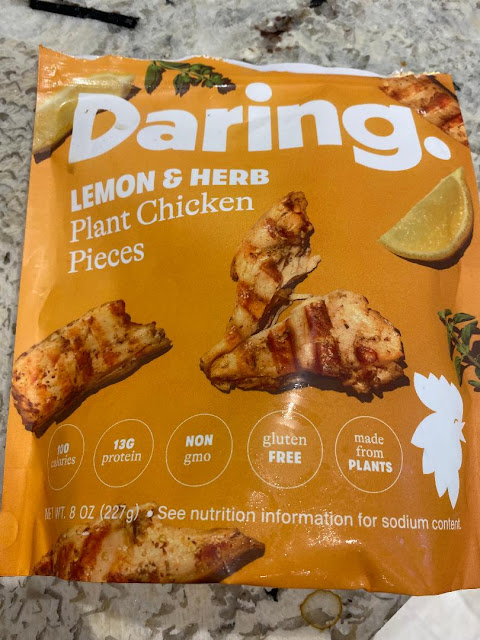 Daring.
LEMON & HERB
Plant Chicken
Pieces
100
calories
13G
protein
NON
gmo
gluten
FREE
made
from
PLANTS
NET WT. 8 OZ (227g) • See nutrition information for sodium content.